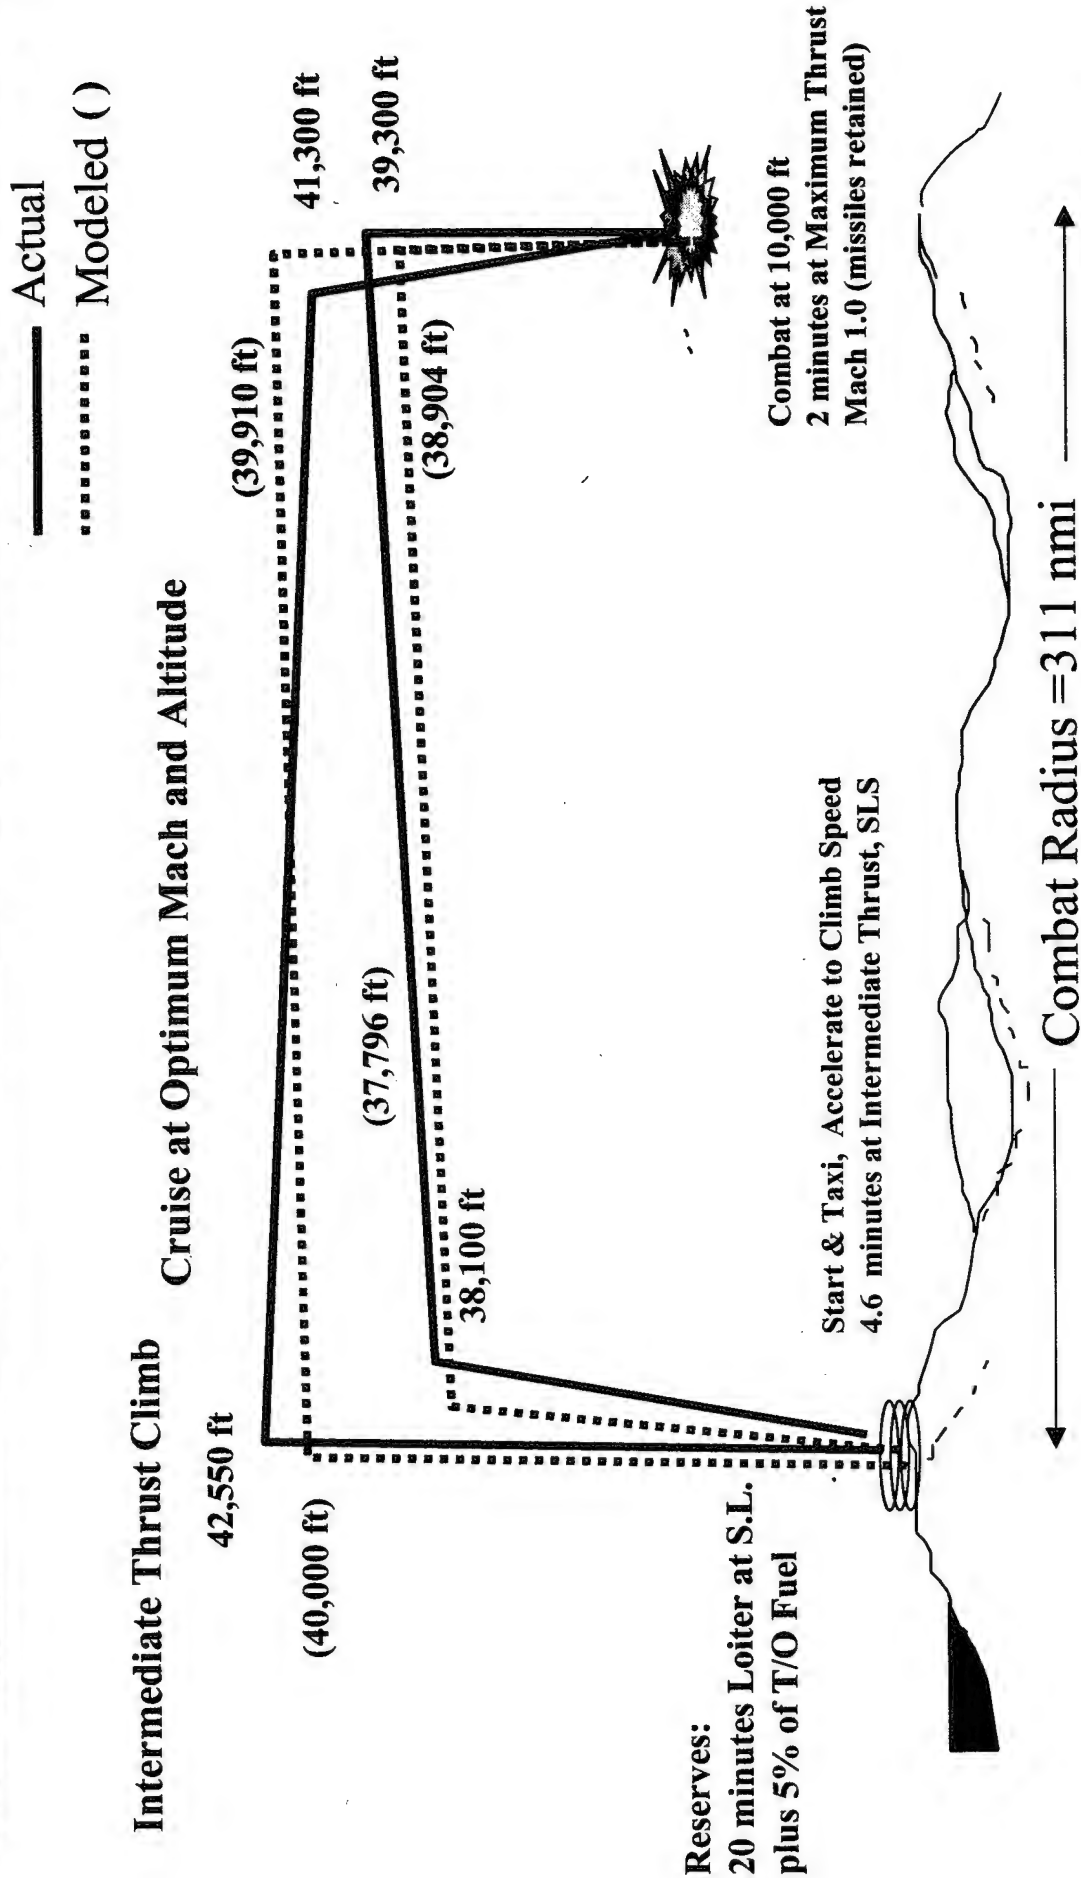 Actual
Modeled ( )
Intermediate Thrust Climb
Cruise at Optimum Mach and Altitude
42,550 ft
(39,910 ft)
41,300 ft
(40,000 ft)
(37,796 ft)
39,300 ft
38,100 ft
(38,904 ft)
Reserves:
20 minutes Loiter at S.L.
plus 5% of T/O Fuel
Start & Taxi, Accelerate to Climb Speed
4.6 minutes at Intermediate Thrust, SLS
Combat at 10,000 ft
2 minutes at Maximum Thrust
Mach 1.0 (missiles retained)
Combat Radius =311 nmi